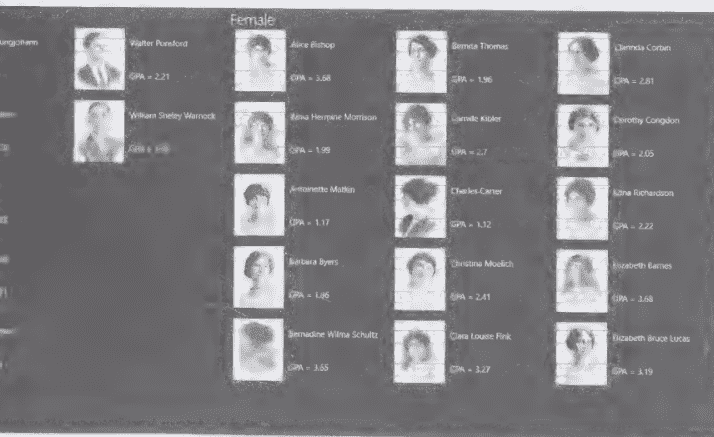 Female
Walter Ponsford
GPA = 2.21
William Sheley Warnock
Alice Bishop
GPA = 3.68
Hermine Morrison
GPA = 1.99
Antoinette Matkin
GPA = 1.17
Barbara Byers
GPA = 1.86
Bernadine Wilma Schultz
GPA = 3.55
Bernita Thomas
GPA = 1.96
Camille Kibler
GPA = 2.7
Charles Carter
GPA = 1.12
Christina Moelich
GPA = 2.41
Clara Louise Fink
GPA = 3.27
Corbin
GPA = 2.81
Dorothy Congdon
GPA = 2.05
Edna Richardson
GPA = 2.22
Elizabeth Barnes
GPA = 3.68
Elizabeth Bruce Lucas
GPA = 3.19